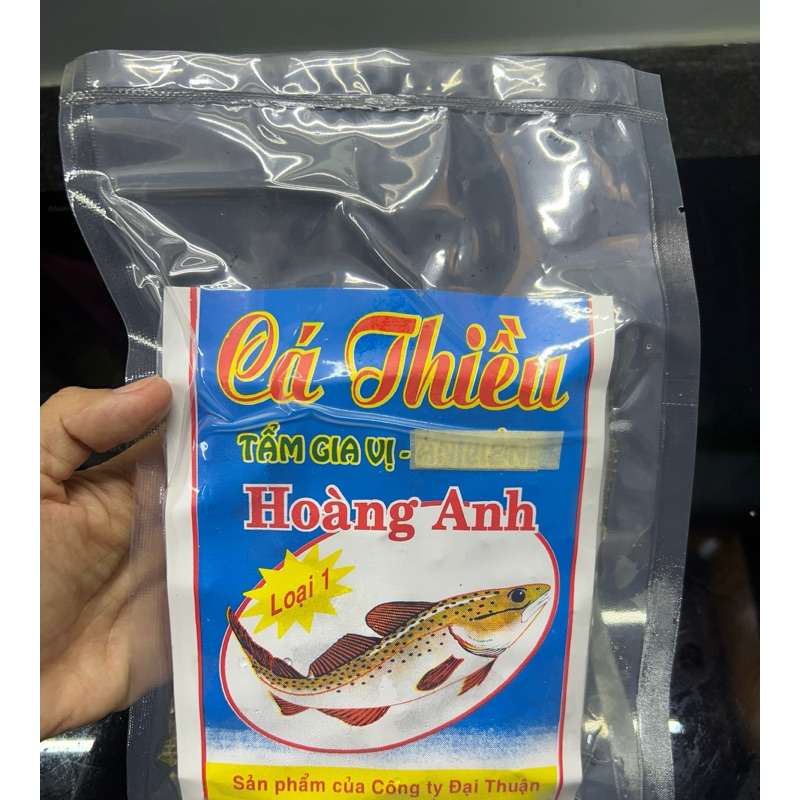 Cá Thiều
TẨM GIA VỊ -
Hoàng Anh
Loại 1
Sản phẩm của Công ty Đại Thuận